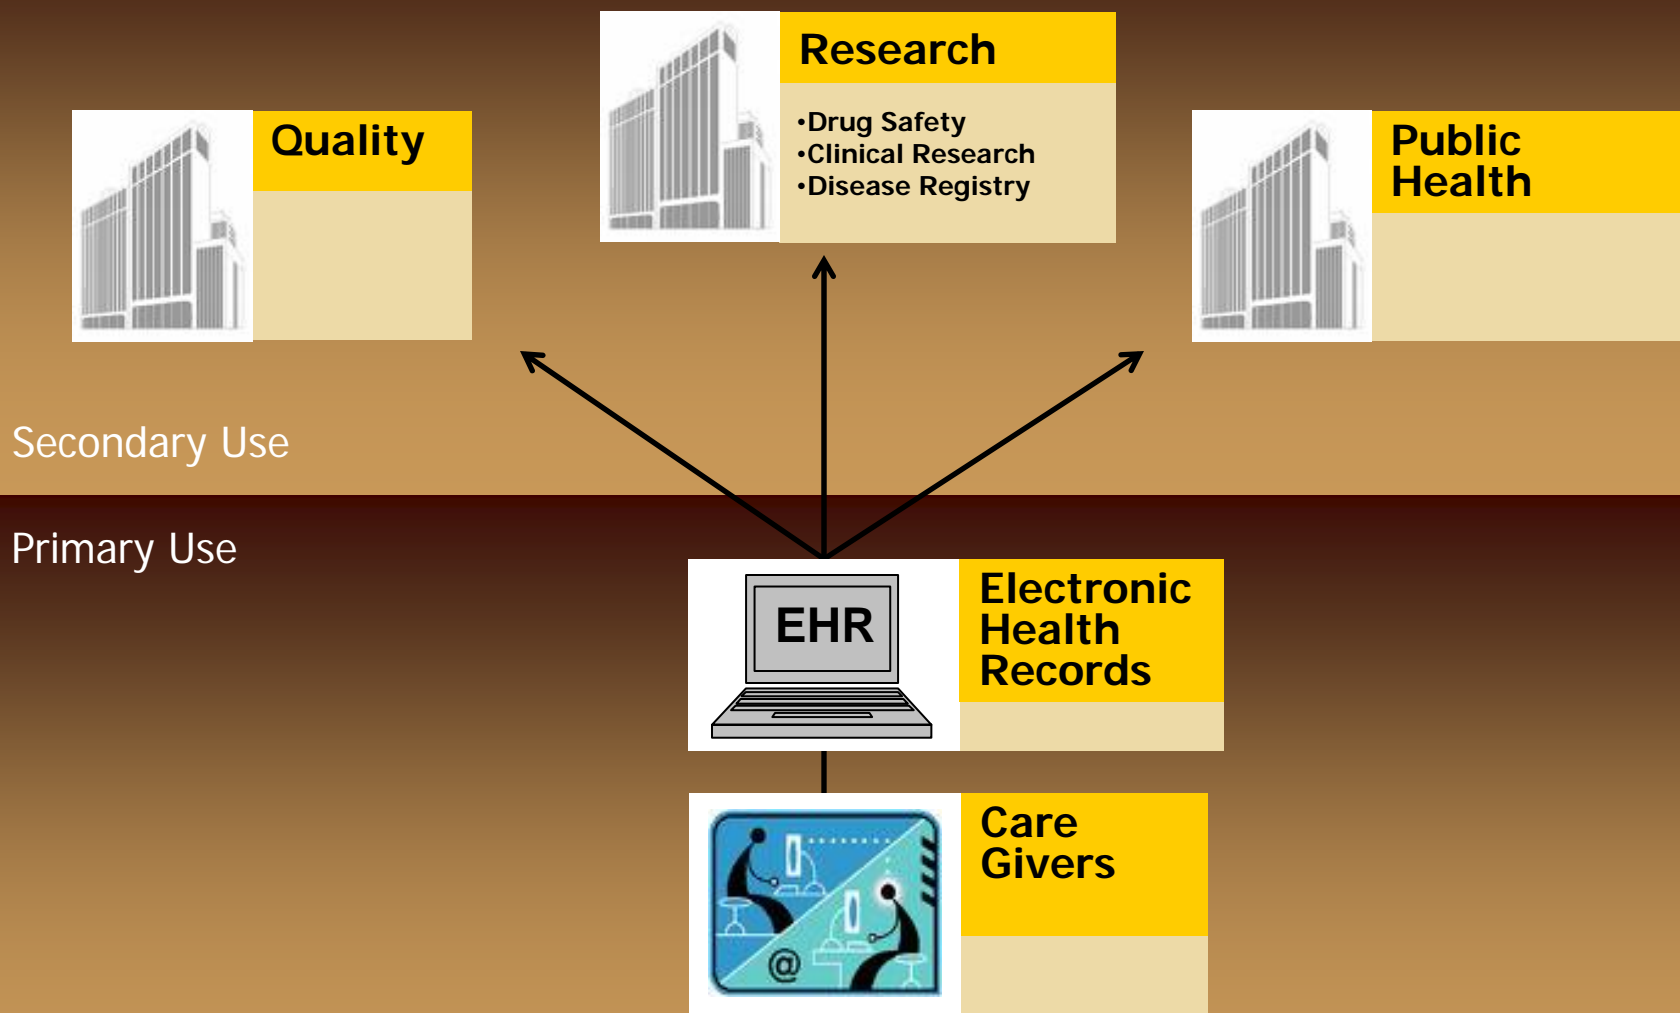 Research
•Drug Safety
•Clinical Research
•Disease Registry
Quality
Public
Health
Secondary Use
Primary Use
EHR
Electronic
Health
Records
Care
Givers
@